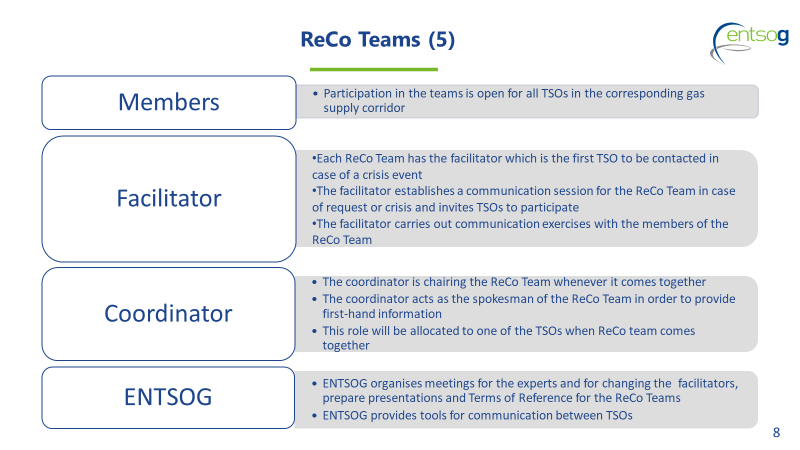 ReCo Teams (5)
entsog
Members
• Participation in the teams is open for all TSOs in the corresponding gas
supply corridor
Facilitator
•Each ReCo Team has the facilitator which is the first TSO to be contacted in
case of a crisis event
•The facilitator establishes a communication session for the ReCo Team in case
of request or crisis and invites TSOs to participate
•The facilitator carries out communication exercises with the members of the
ReCo Team
Coordinator
• The coordinator is chairing the ReCo Team whenever it comes together
• The coordinator acts as the spokesman of the ReCo Team in order to provide
first-hand information
• This role will be allocated to one of the TSOs when ReCo team comes
together
ENTSOG
• ENTSOG organises meetings for the experts and for changing the  facilitators,
prepare presentations and Terms of Reference for the ReCo Teams
• ENTSOG provides tools for communication between TSOs
8